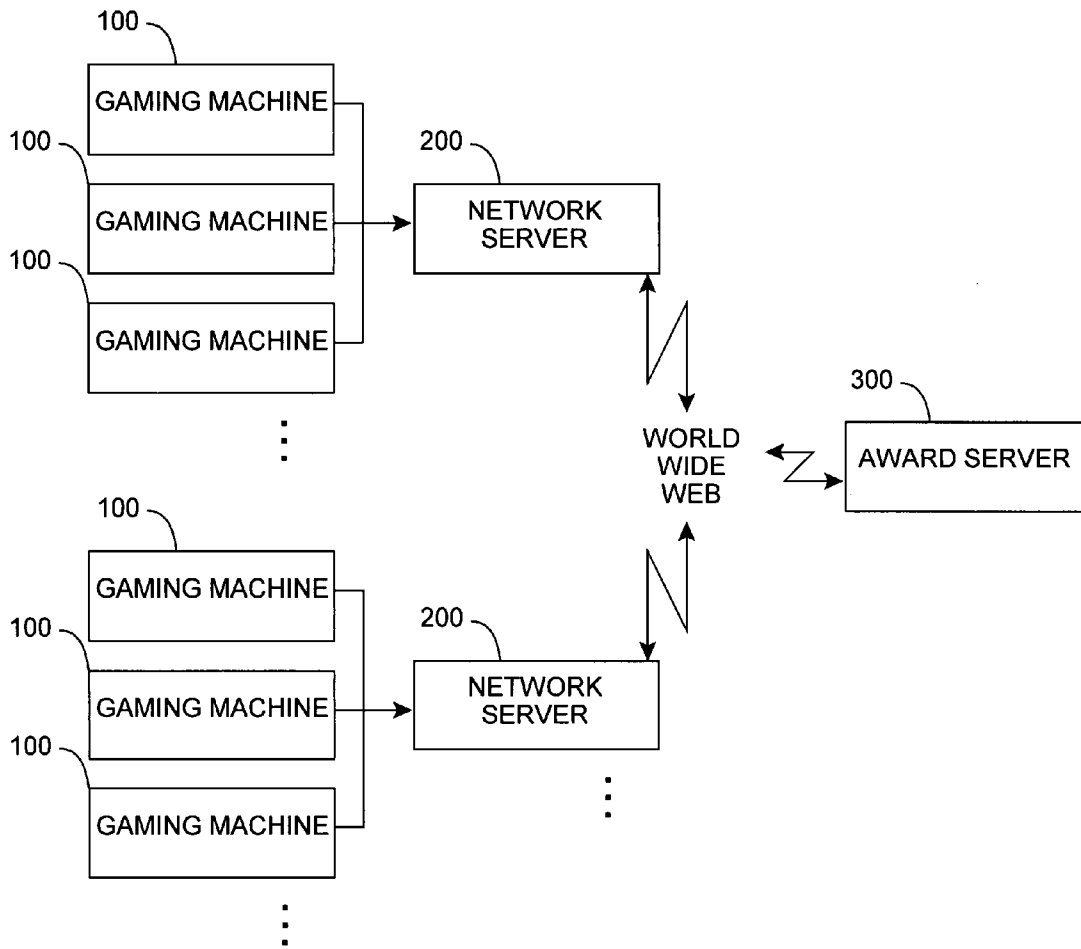 100
GAMING MACHINE
100
GAMING MACHINE
100
GAMING MACHINE
200
NETWORK
SERVER
WORLD
WIDE
WEB
300
AWARD SERVER
100
GAMING MACHINE
100
GAMING MACHINE
100
GAMING MACHINE
200
NETWORK
SERVER